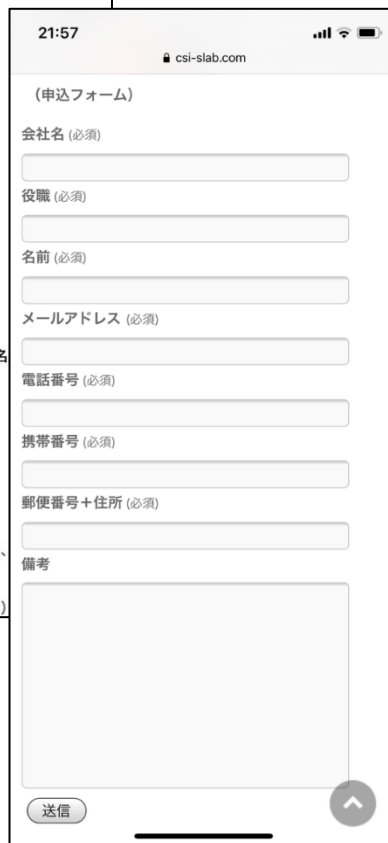 21:57
csi-slab.com
（申込フォーム）
会社名 (必須)
役職 (必須)
名前 (必須)
メールアドレス (必須)
名
電話番号 (必須)
携帯番号 (必須)
郵便番号＋住所 (必須)
、
備考
)
送信